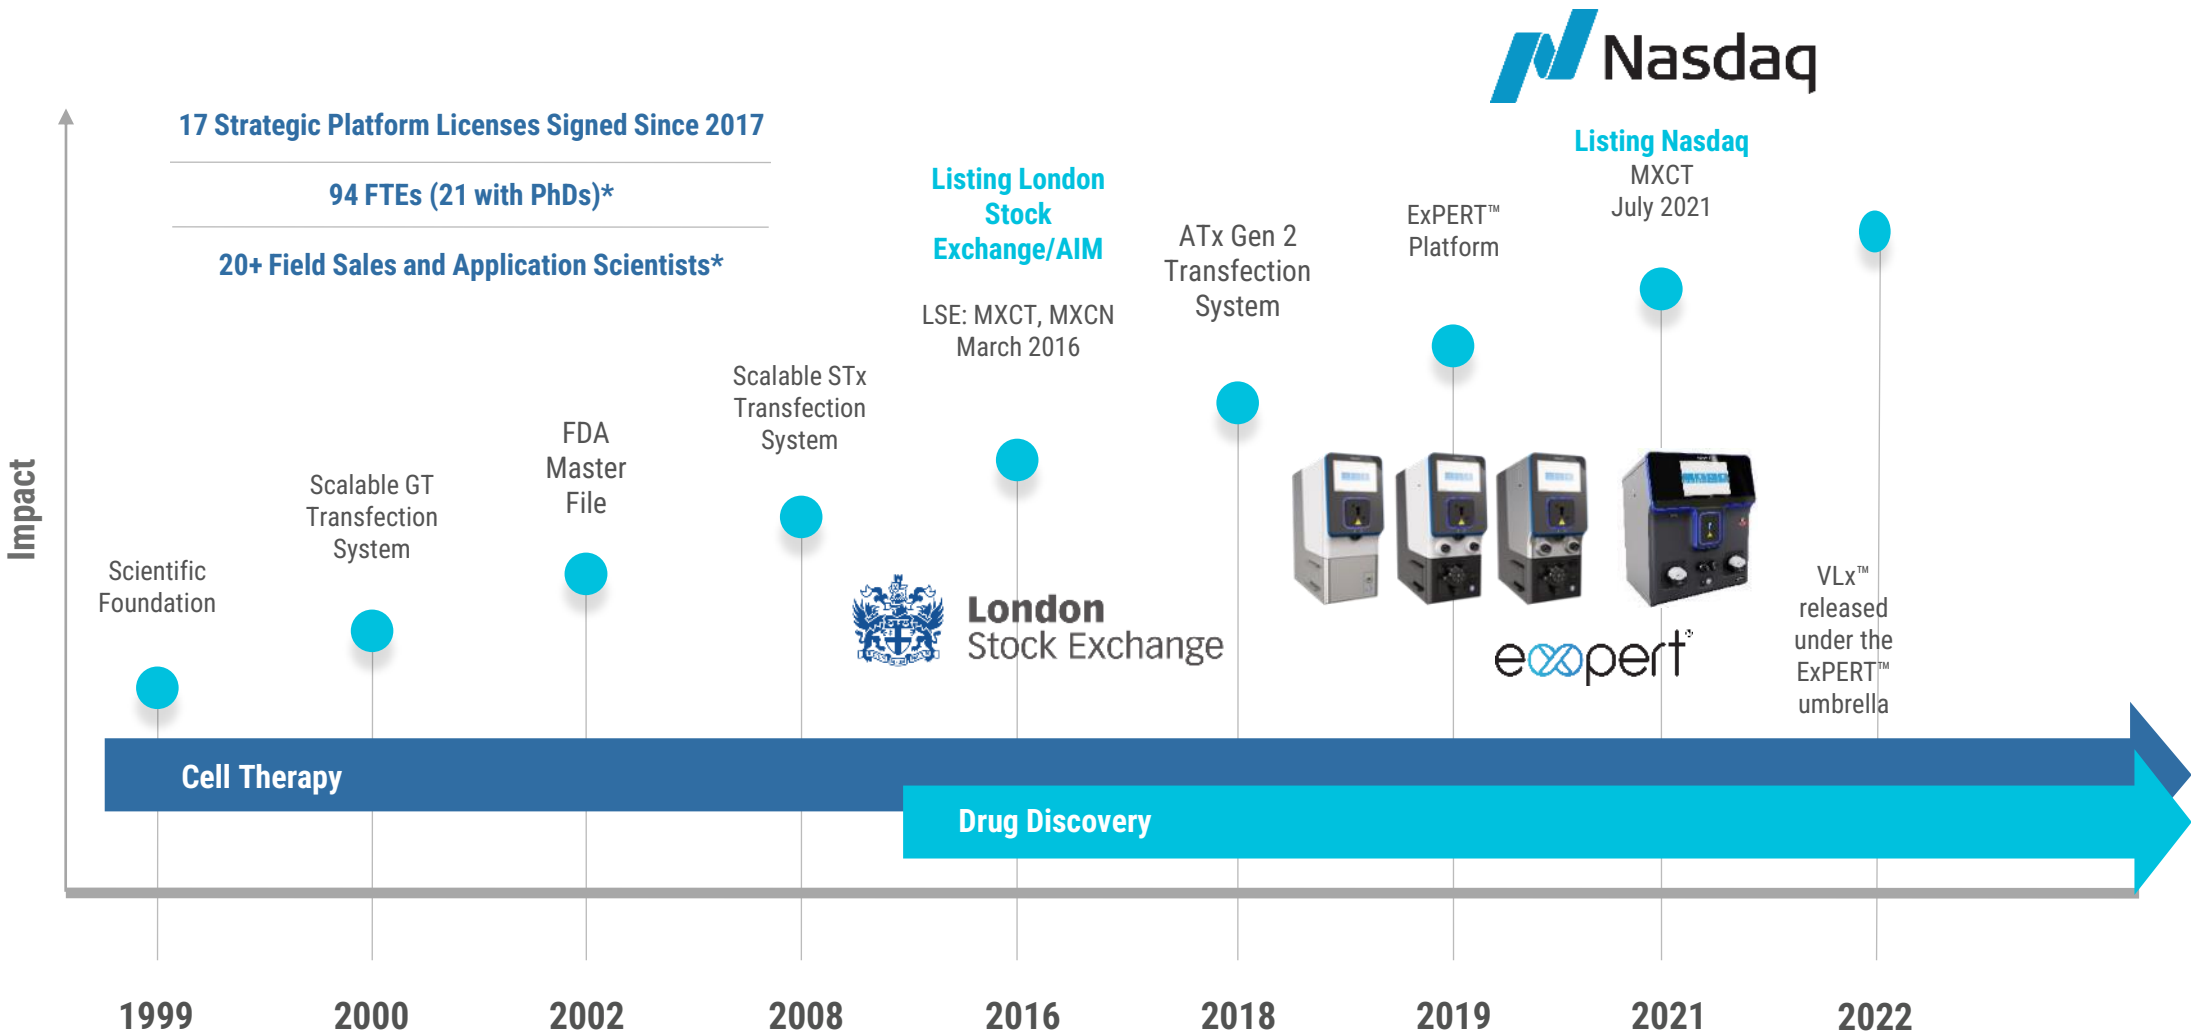 Nasdaq
17 Strategic Platform Licenses Signed Since 2017
94 FTEs (21 with PhDs)*
20+ Field Sales and Application Scientists*
Impact
Scientific
Foundation
Scalable GT
Transfection
System
FDA
Master
File
Scalable STx
Transfection
System
Listing London
Stock
Exchange/AIM
LSE: MXCT, MXCN
March 2016
London
Stock Exchange
ATx Gen 2
Transfection
System
ExPERT™
Platform
Listing Nasdaq
MXCT
July 2021
expert
VLx™
released
under the
ExPERT™
umbrella
Cell Therapy
Drug Discovery
1999
2000
2002
2008
2016
2018
2019
2021
2022